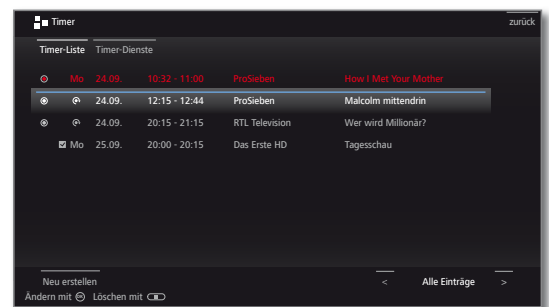 Timer
zurück
Timer-Liste Timer-Dienste
Mo 24.09. 10:32 - 11:00 ProSieben How I Met Your Mother
24.09. 12:15 - 12:44 ProSieben Malcolm mittendrin
24.09. 20:15 - 21:15 RTL Television Wer wird Millionär?
Mo 25.09. 20:00 - 20:15 Das Erste HD Tagesschau
Neu erstellen < Alle Einträge >
Ändern mit OK Löschen mit